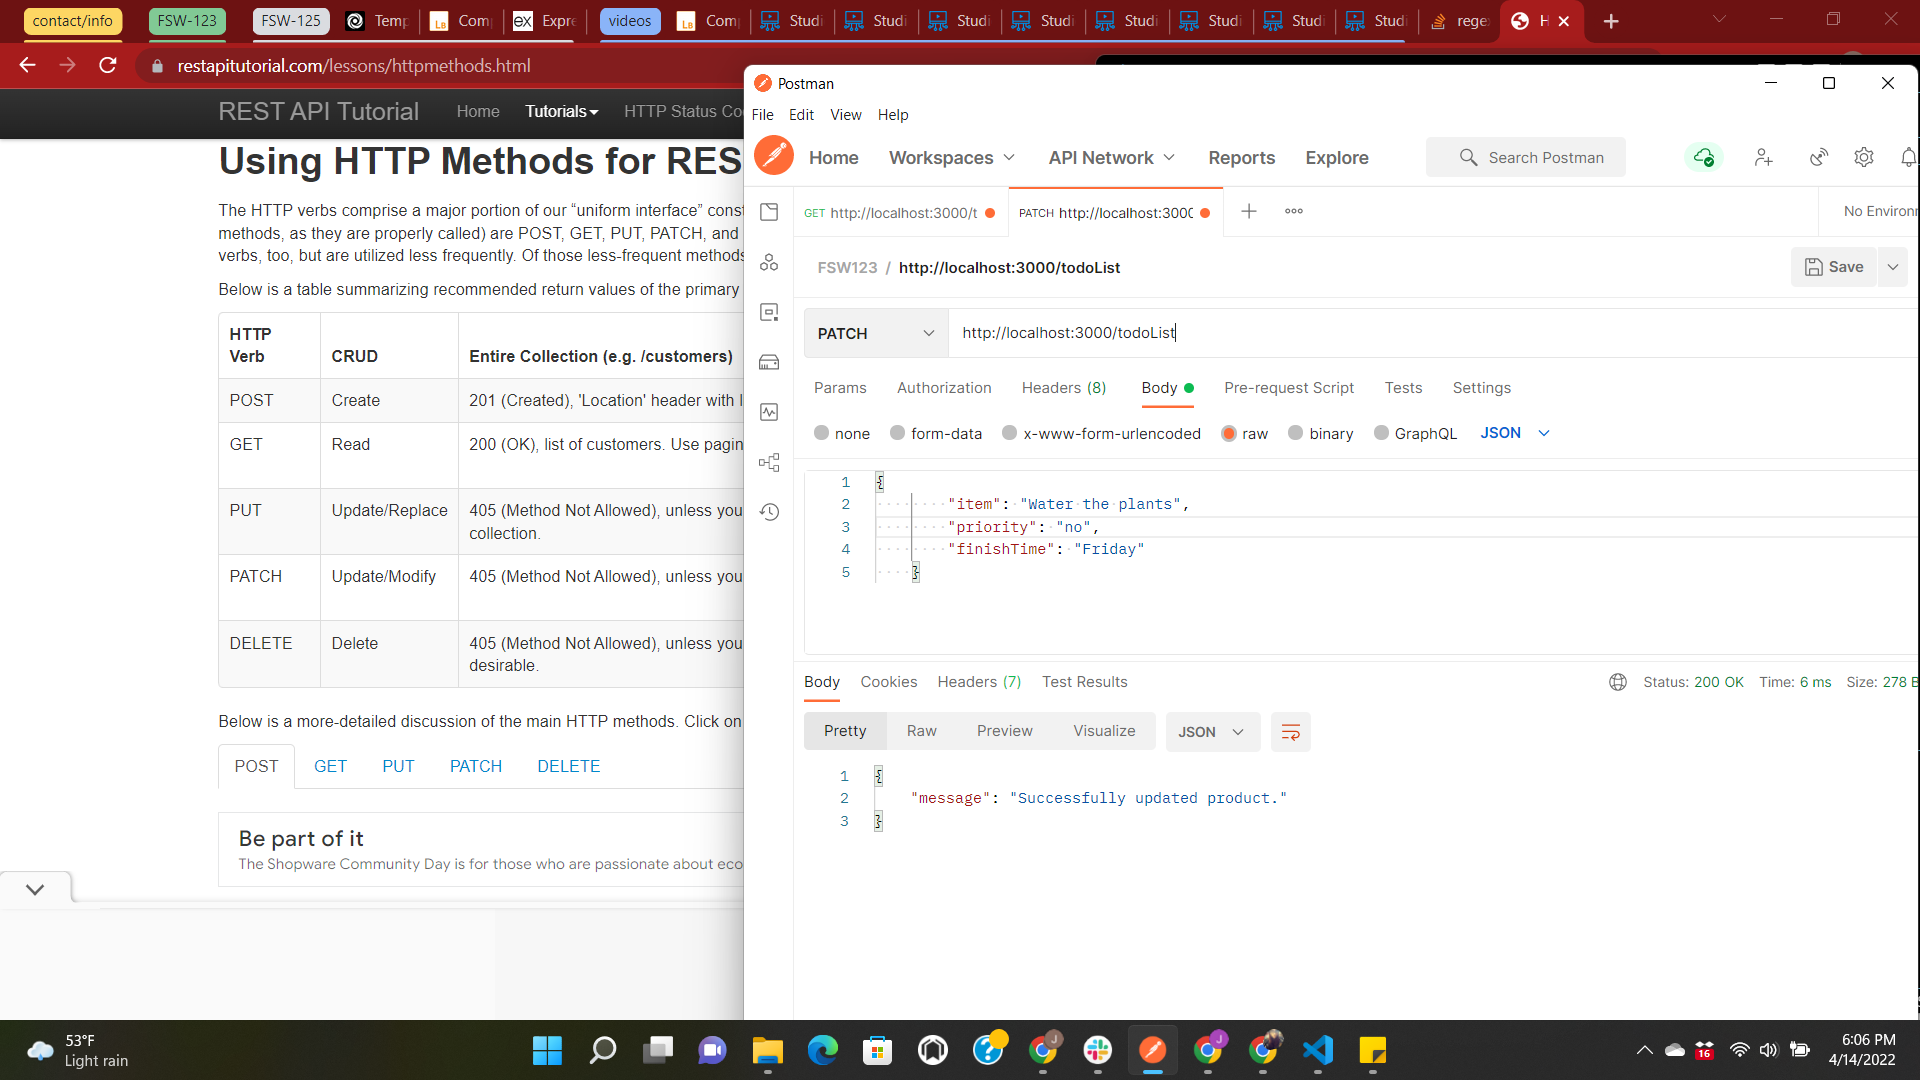 contact/info FSW-123 FSW-125 Temp Comp Expre videos Comp Studi Studi Studi Studi Studi Studi Studi Studi rege H
restapitutorial.com/lessons/httpmethods.html
REST API Tutorial Home Tutorials HTTP Status Co
Using HTTP Methods for RES
The HTTP verbs comprise a major portion of our “uniform interface” const
methods, as they are properly called) are POST, GET, PUT, PATCH, and
verbs, too, but are utilized less frequently. Of those less-frequent methods
Below is a table summarizing recommended return values of the primary
HTTP
Verb CRUD Entire Collection (e.g. /customers)
POST Create 201 (Created), 'Location' header with l
GET Read 200 (OK), list of customers. Use pagin
PUT Update/Replace 405 (Method Not Allowed), unless you
collection.
PATCH Update/Modify 405 (Method Not Allowed), unless you
DELETE Delete 405 (Method Not Allowed), unless you
desirable.
Below is a more-detailed discussion of the main HTTP methods. Click on
POST GET PUT PATCH DELETE
Be part of it
The Shopware Community Day is for those who are passionate about eco
Postman
File Edit View Help
Home Workspaces API Network Reports Explore Search Postman
GET http://localhost:3000/t PATCH http://localhost:3000 No Environ
FSW123 / http://localhost:3000/todoList Save
PATCH http://localhost:3000/todoList
Params Authorization Headers (8) Body Pre-request Script Tests Settings
none form-data x-www-form-urlencoded raw binary GraphQL JSON
1 {
2 "item": "Water the plants",
3 "priority": "no",
4 "finishTime": "Friday"
5 }
Body Cookies Headers (7) Test Results Status: 200 OK Time: 6 ms Size: 278 B
Pretty Raw Preview Visualize JSON
1 {
2 "message": "Successfully updated product."
3 }
53°F
Light rain
16
6:06 PM
4/14/2022